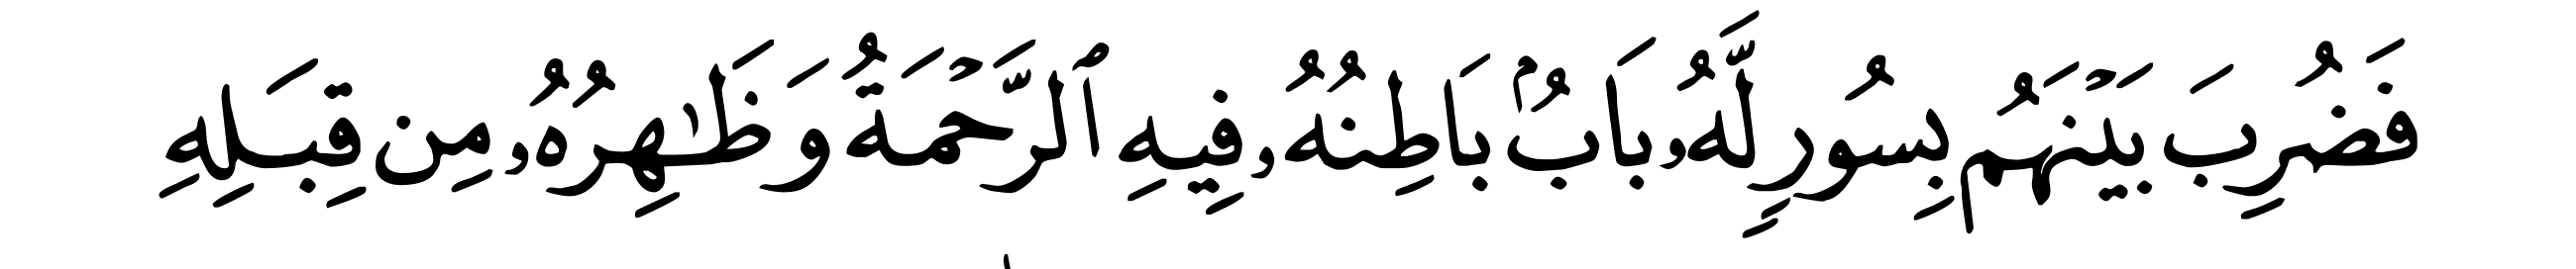 فَضُرِبَ بَيۡنَهُم بِسُورٖ لَّهُۥ بَابُۢ بَاطِنُهُۥ فِيهِ ٱلرَّحۡمَةُ وَظَٰهِرُهُۥ مِن قِبَلِهِ